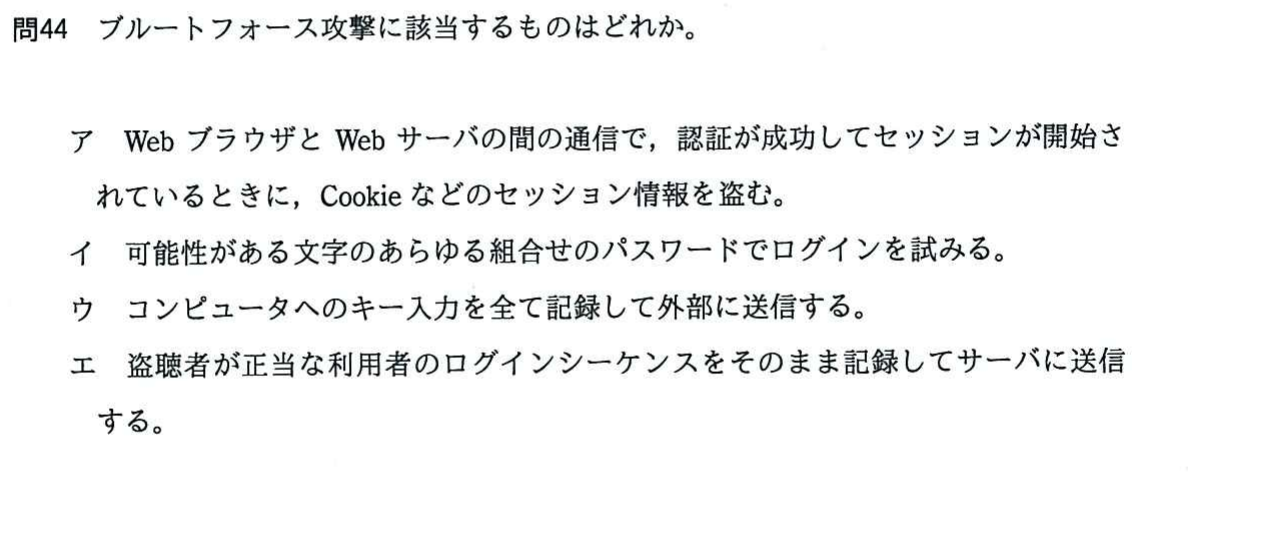 問44　ブルートフォース攻撃に該当するものはどれか。
ア　Web ブラウザと Web サーバの間の通信で，認証が成功してセッションが開始さ
れているときに，Cookie などのセッション情報を盗む。
イ　可能性がある文字のあらゆる組合せのパスワードでログインを試みる。
ウ　コンピュータへのキー入力を全て記録して外部に送信する。
エ　盗聴者が正当な利用者のログインシーケンスをそのまま記録してサーバに送信
する。